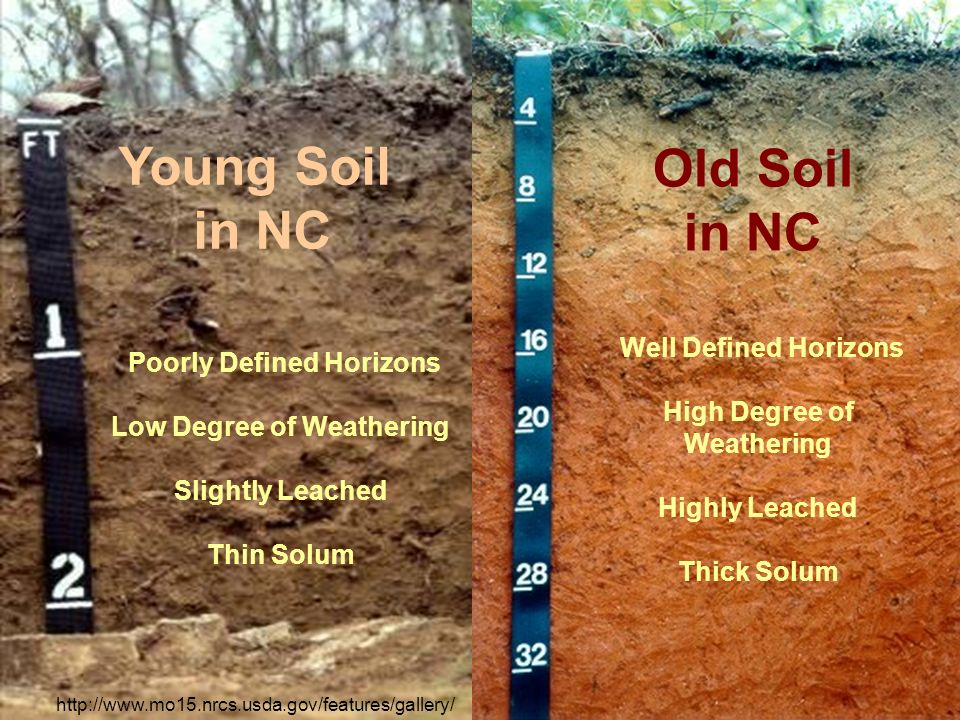 Young Soil
in NC
FT
1
2
Poorly Defined Horizons
Low Degree of Weathering
Slightly Leached
Thin Solum
http://www.mo15.nrcs.usda.gov/features/gallery/
Old Soil
in NC
4
8
12
16
20
24
28
32
Well Defined Horizons
High Degree of
Weathering
Highly Leached
Thick Solum